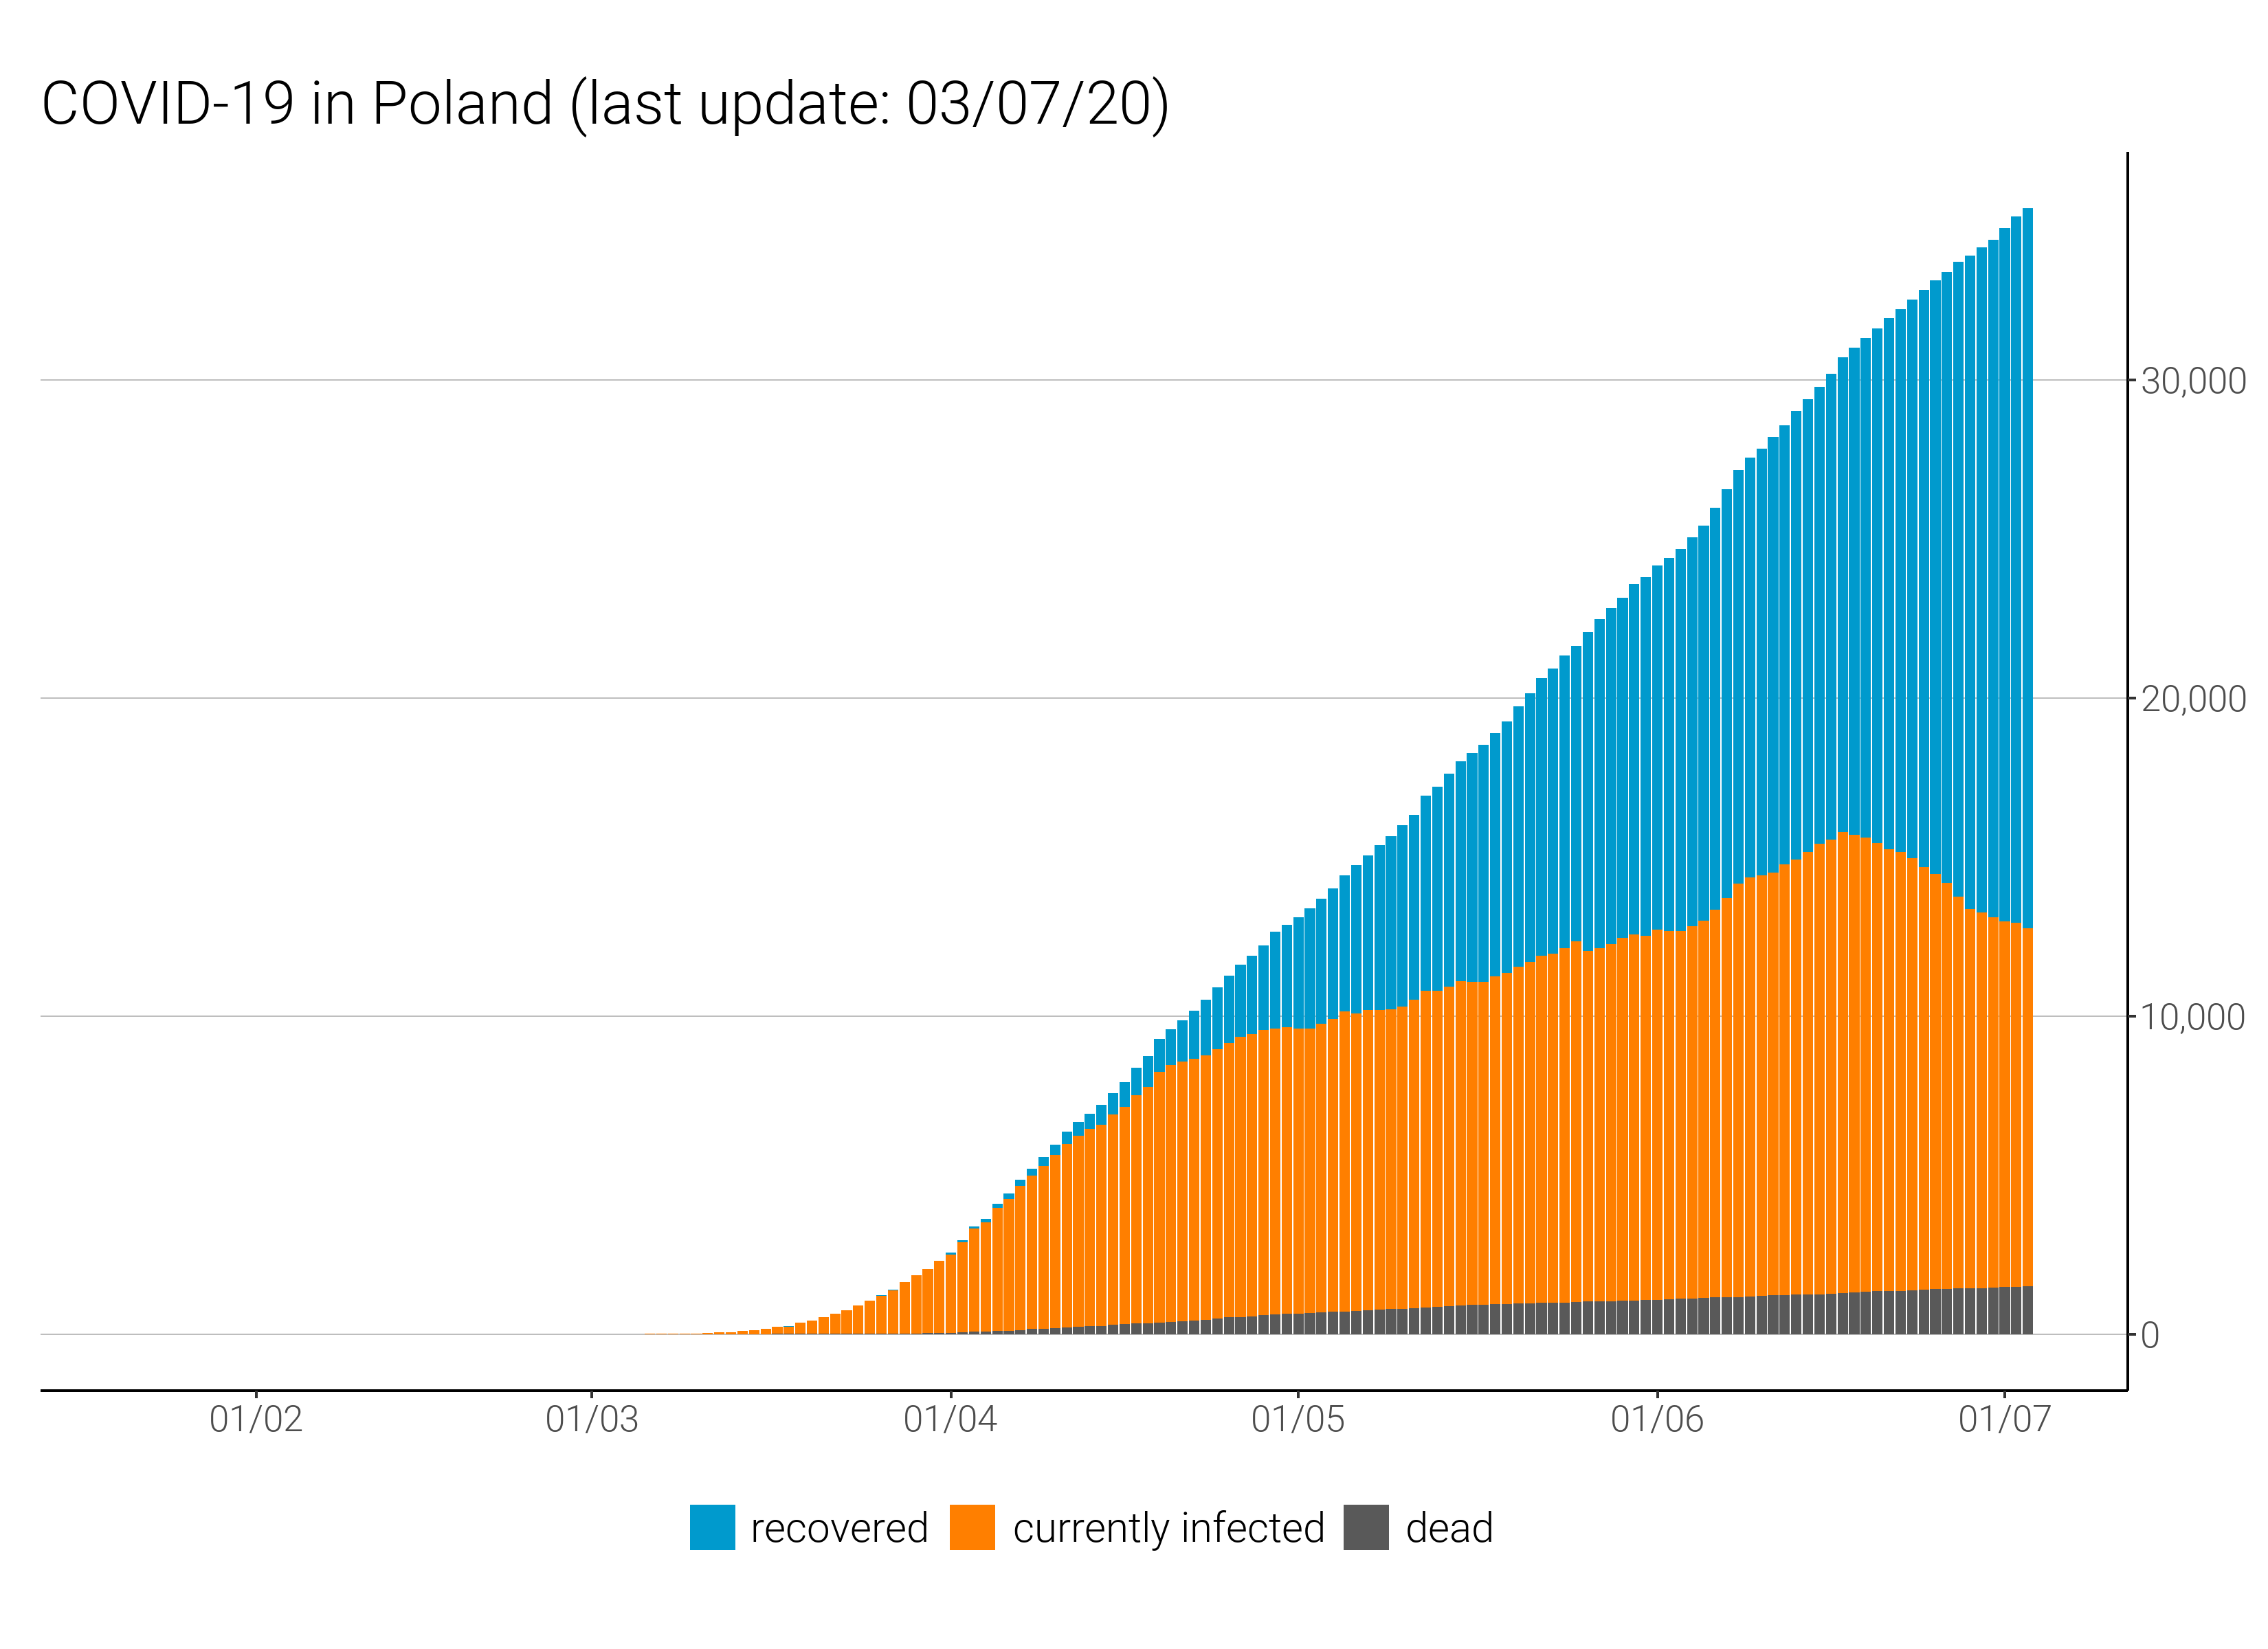 COVID-19 in Poland (last update: 03/07/20)
30,000
20,000
10,000
0
01/02 01/03 01/04 01/05 01/06 01/07
recovered currently infected dead